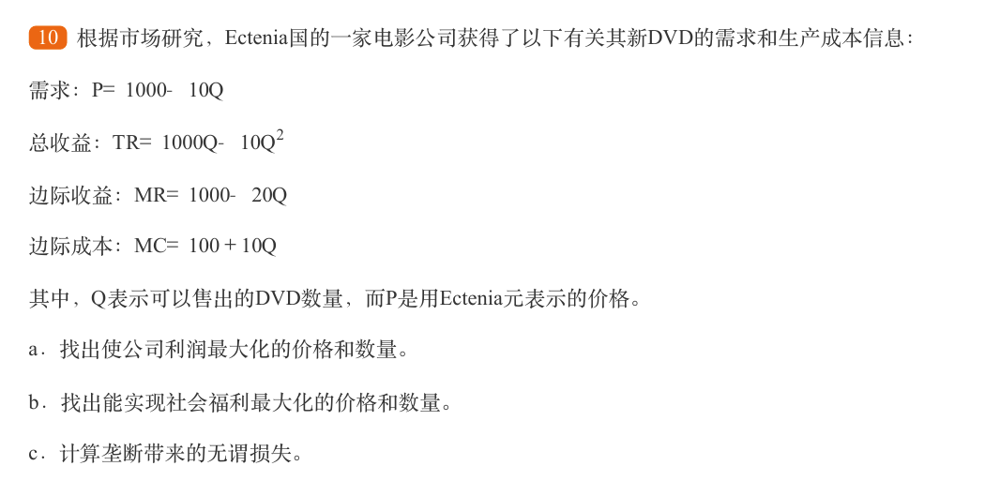 10 根据市场研究，Ectenia国的一家电影公司获得了以下有关其新DVD的需求和生产成本信息：
需求：P= 1000- 10Q
总收益：TR= 1000Q- 10Q²
边际收益：MR= 1000- 20Q
边际成本：MC= 100＋10Q
其中，Q表示可以售出的DVD数量，而P是用Ectenia元表示的价格。
a．找出使公司利润最大化的价格和数量。
b．找出能实现社会福利最大化的价格和数量。
c．计算垄断带来的无谓损失。